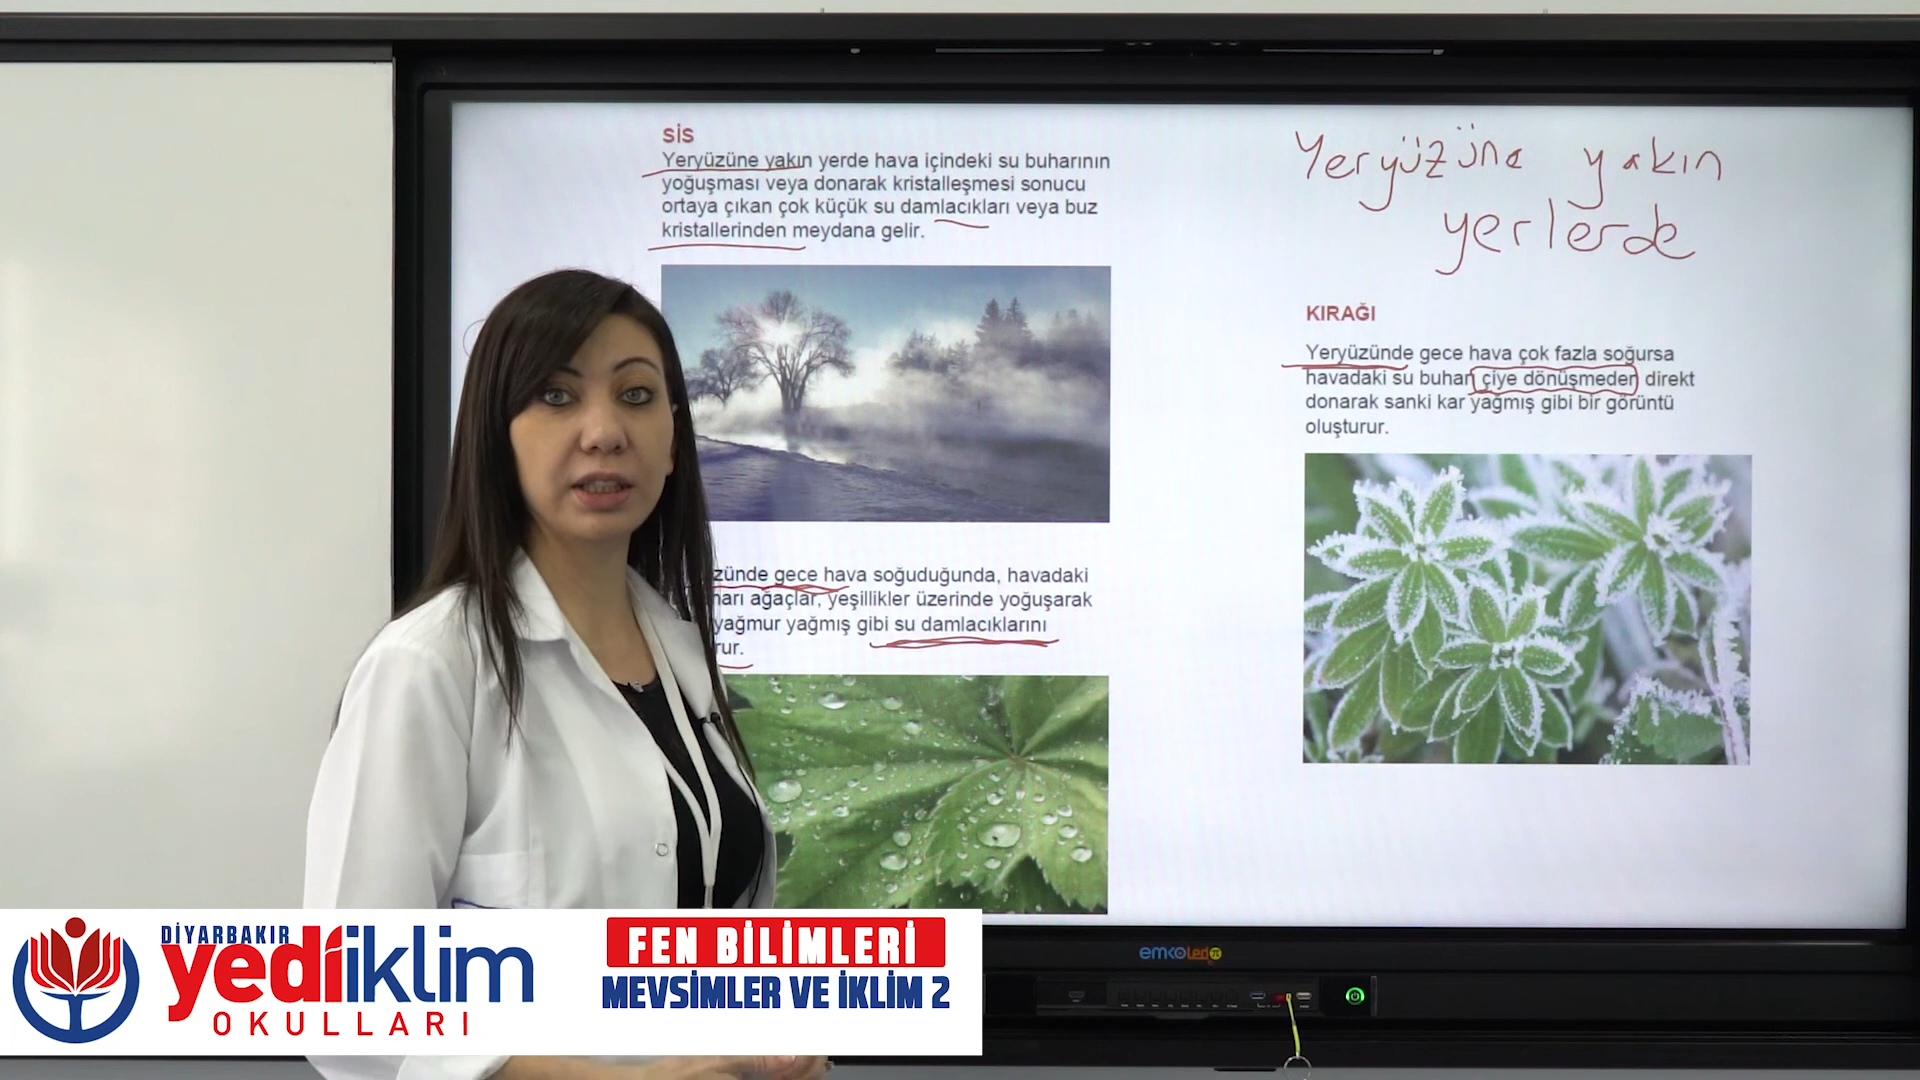 SİS
Yeryüzüne yakın yerde hava içindeki su buharının
yoğuşması veya donarak kristalleşmesi sonucu
ortaya çıkan çok küçük su damlacıkları veya buz
kristallerinden meydana gelir.
zünde gece hava soğuduğunda, havadaki
harı ağaçlar, yeşillikler üzerinde yoğuşarak
yağmur yağmış gibi su damlacıklarını
rur.
Yeryüzüne yakın
yerlerde
KIRAĞI
Yeryüzünde gece hava çok fazla soğursa
havadaki su buharı çiye dönüşmeden direkt
donarak sanki kar yağmış gibi bir görüntü
oluşturur.
emkoled
DİYARBAKIR
yediiklim
OKULLARI
FEN BİLİMLERİ
MEVSİMLER VE İKLİM 2